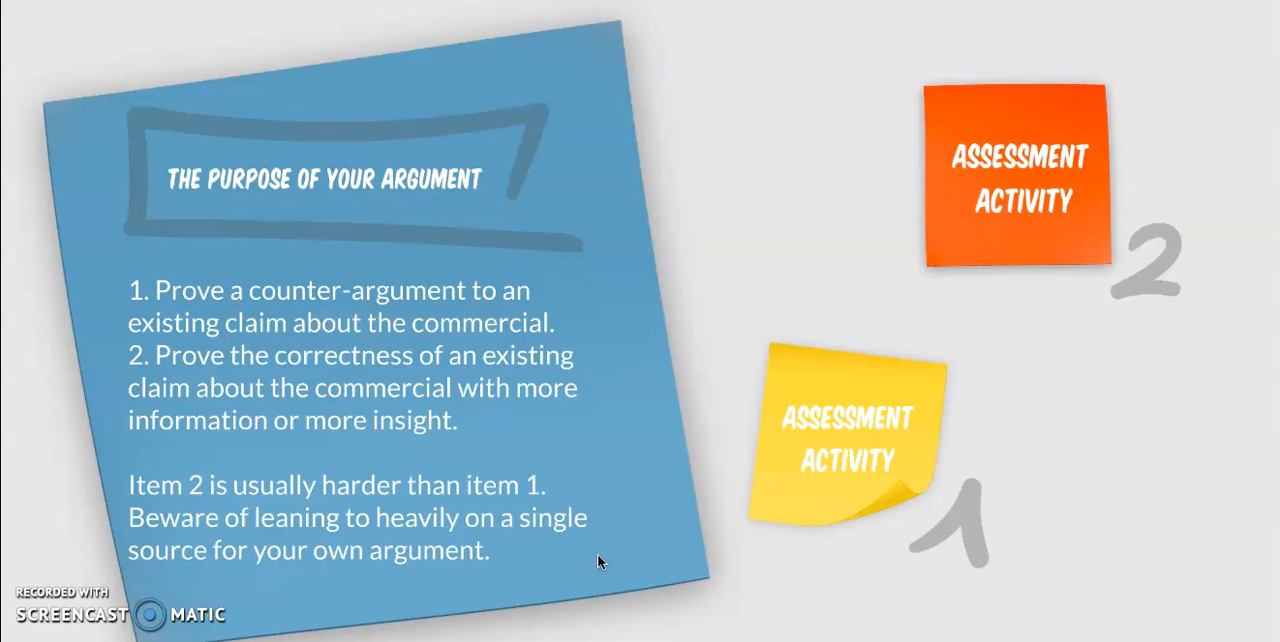 THE PURPOSE OF YOUR ARGUMENT
1. Prove a counter-argument to an
existing claim about the commercial.
2. Prove the correctness of an existing
claim about the commercial with more
information or more insight.
Item 2 is usually harder than item 1.
Beware of leaning to heavily on a single
source for your own argument.
ASSESSMENT
ACTIVITY
2
ASSESSMENT
ACTIVITY
1
RECORDED WITH
SCREENCAST MATIC